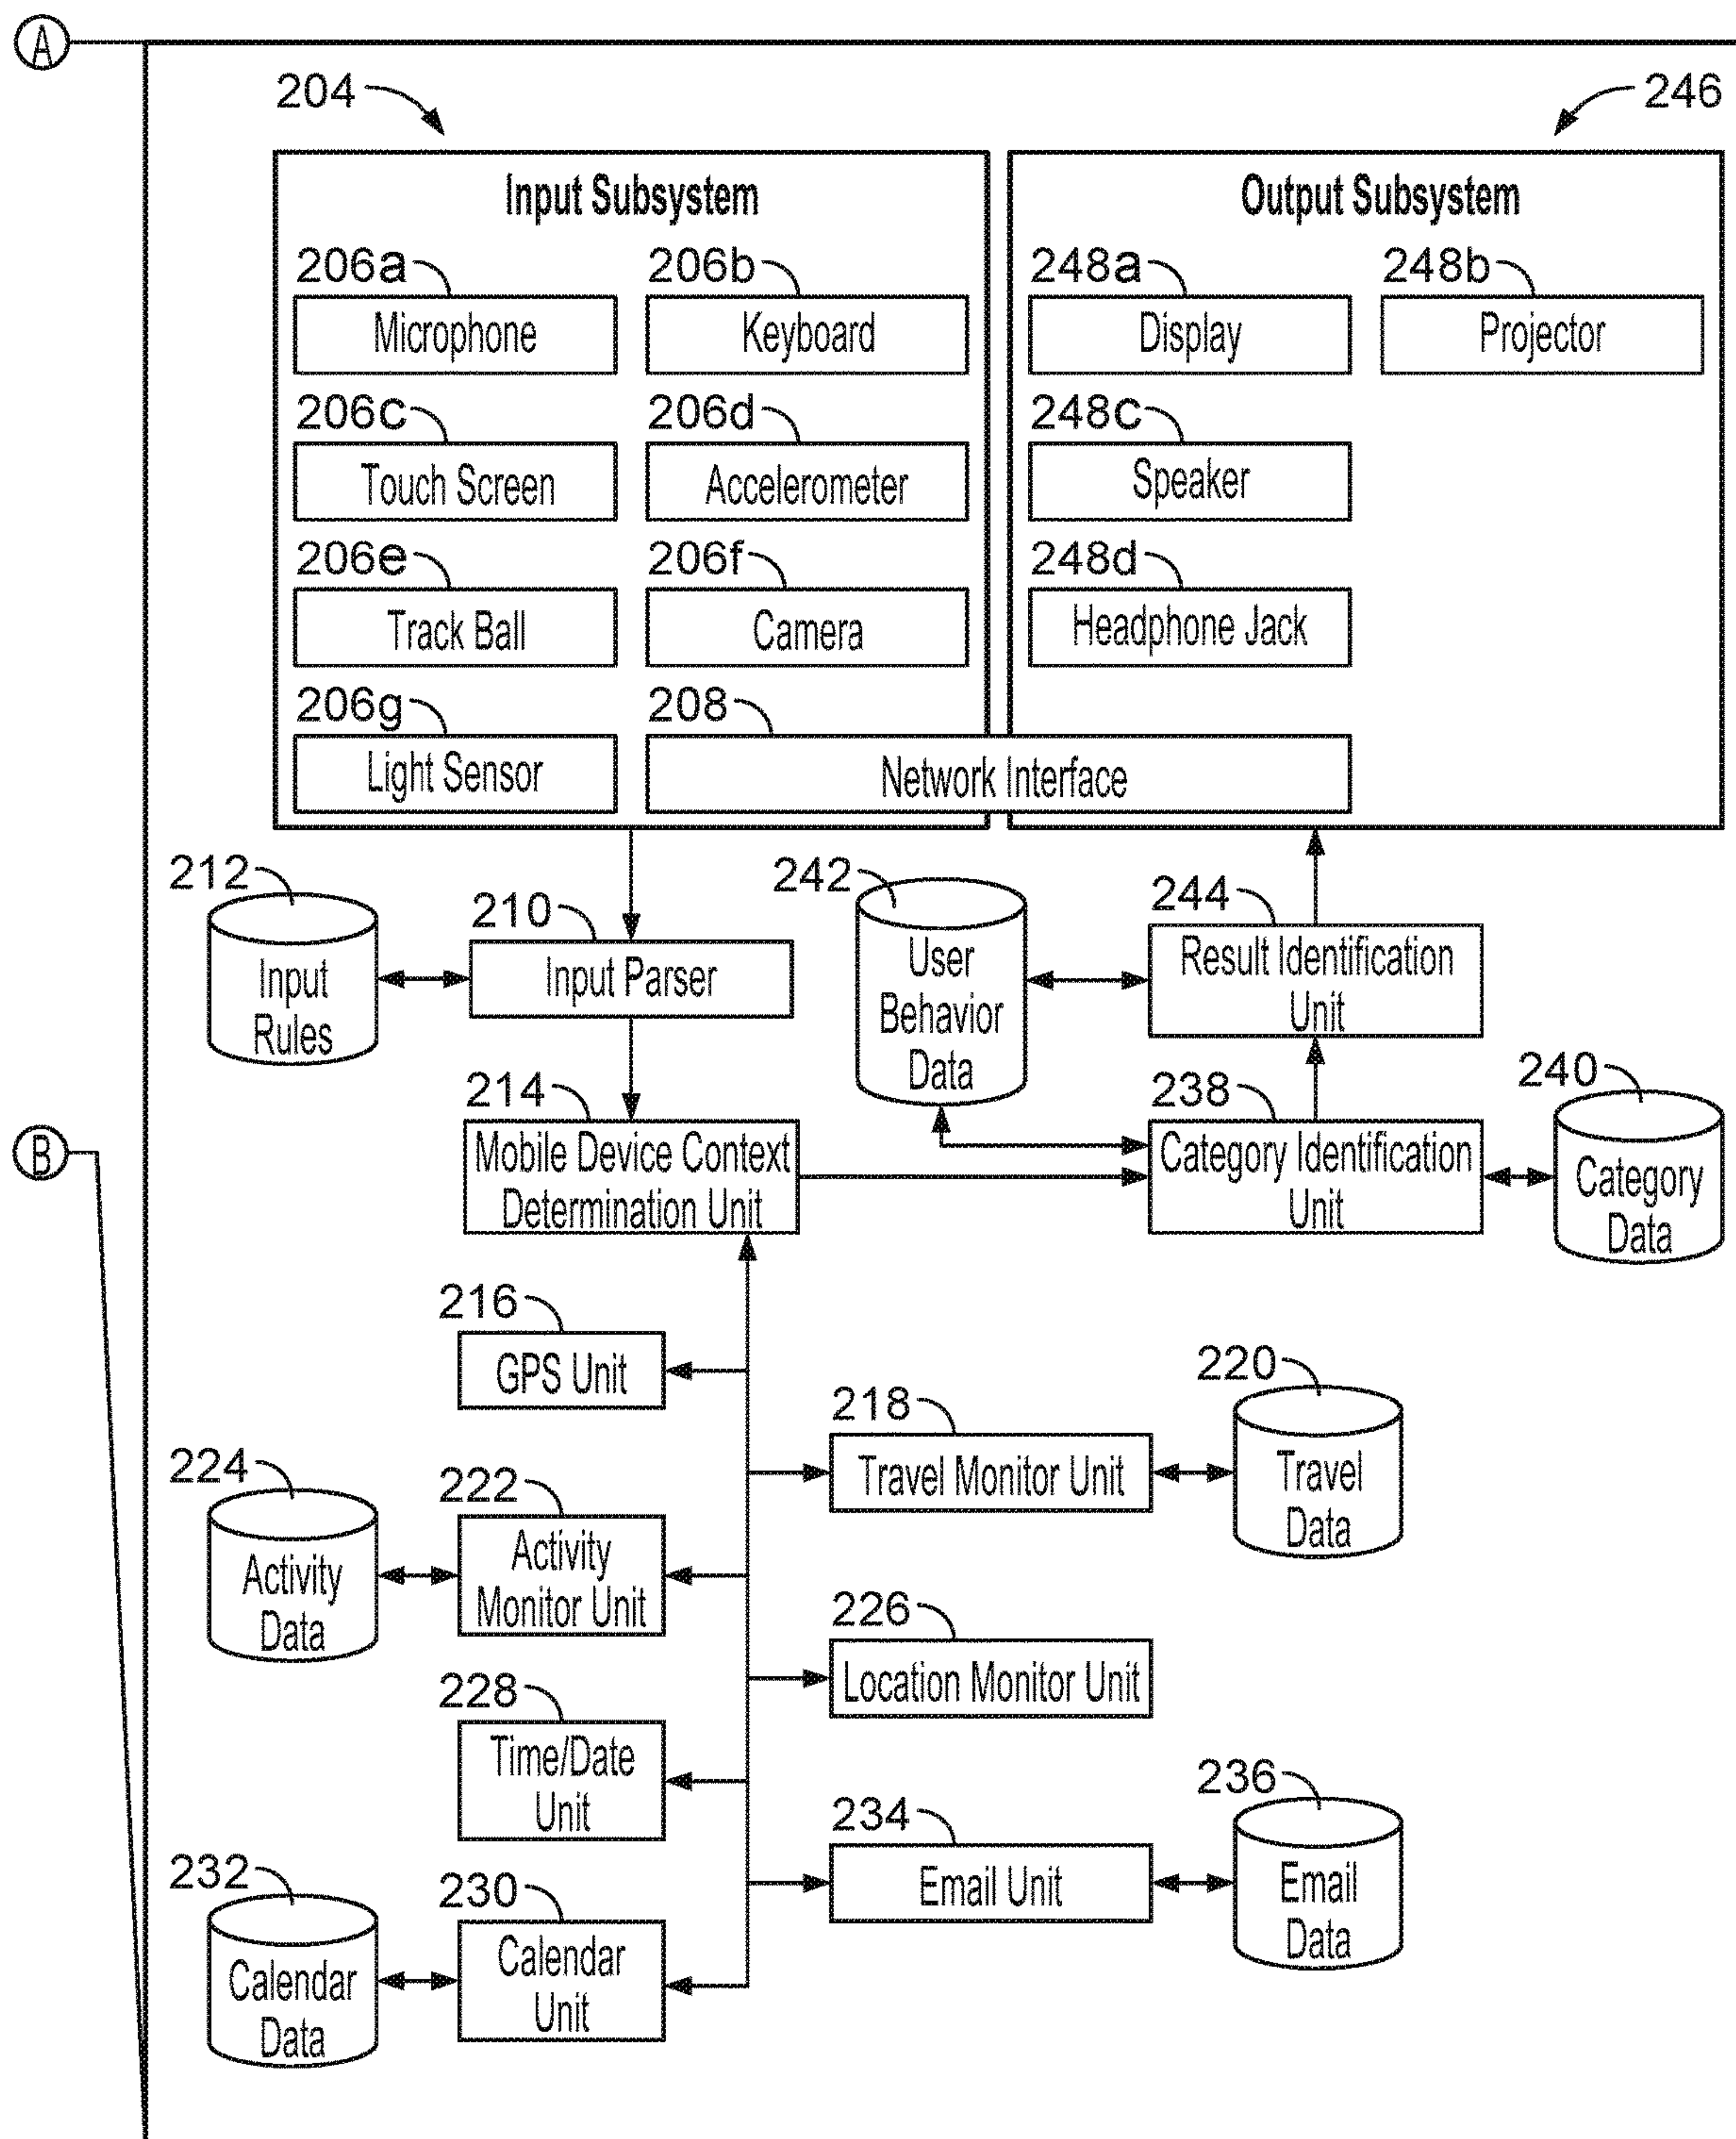 A
204
246
Input Subsystem
Output Subsystem
206a
206b
248a
248b
Microphone
Keyboard
Display
Projector
206c
206d
248c
Touch Screen
Accelerometer
Speaker
206e
206f
248d
Track Ball
Camera
Headphone Jack
206g
208
Light Sensor
Network Interface
212
Input
Rules
210
Input Parser
242
User
Behavior
Data
244
Result Identification
Unit
B
214
Mobile Device Context
Determination Unit
238
Category Identification
Unit
240
Category
Data
216
GPS Unit
218
Travel Monitor Unit
220
Travel
Data
224
Activity
Data
222
Activity
Monitor Unit
226
Location Monitor Unit
228
Time/Date
Unit
234
Email Unit
236
Email
Data
232
Calendar
Data
230
Calendar
Unit